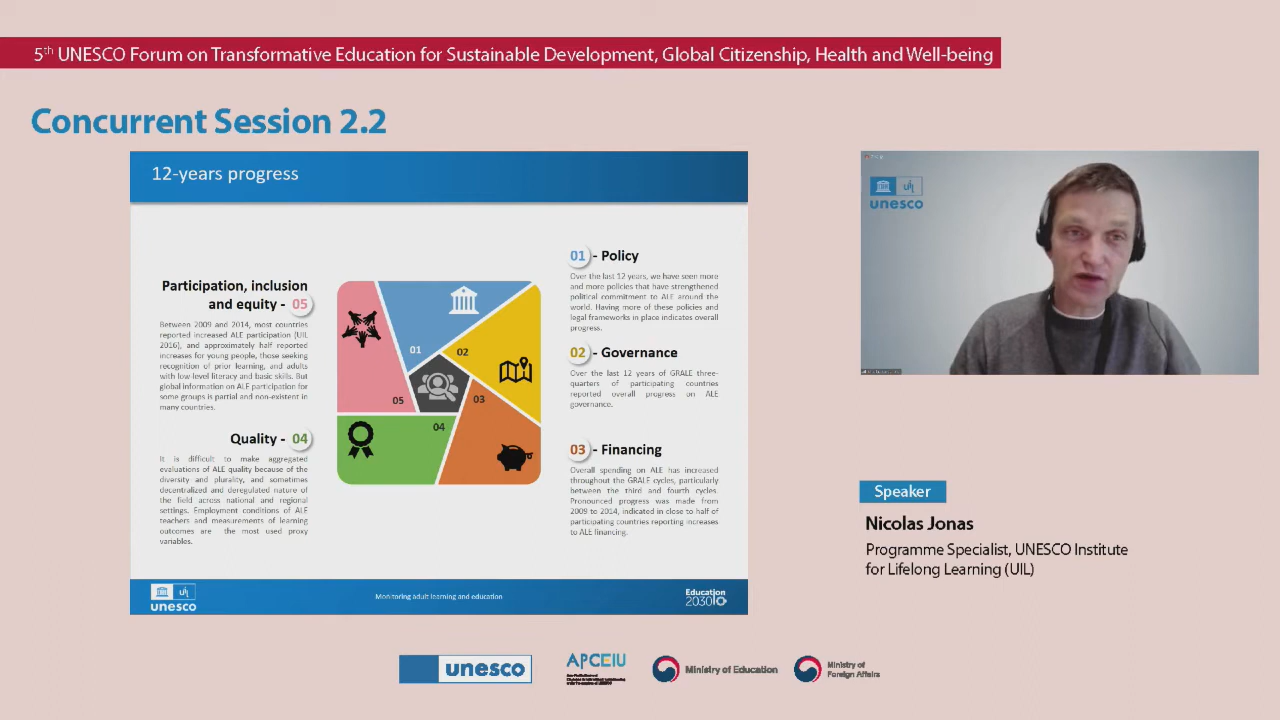 5th UNESCO Forum on Transformative Education for Sustainable Development, Global Citizenship, Health and Well-being
Concurrent Session 2.2
12-years progress
Participation, inclusion
and equity - 05
Between 2009 and 2014, most countries
reported increased ALE participation (UIL
2016), and approximately half reported
increases for young people, those seeking
recognition of prior learning, and adults
with low-level literacy and basic skills. But
global information on ALE participation for
some groups is partial and non-existent in
many countries.
Quality - 04
It is difficult to make aggregated
evaluations of ALE quality because of the
diversity and plurality, and sometimes
decentralized and deregulated nature of
the field across national and regional
settings. Employment conditions of ALE
teachers and measurements of learning
outcomes are the most used proxy
variables.
01
02
03
04
05
01 - Policy
Over the last 12 years, we have seen more
and more policies that have strengthened
political commitment to ALE around the
world. Having more of these policies and
legal frameworks in place indicates overall
progress.
02 - Governance
Over the last 12 years of GRALE three-
quarters of participating countries
reported overall progress on ALE
governance.
03 - Financing
Overall spending on ALE has increased
throughout the GRALE cycles, particularly
between the third and fourth cycles.
Pronounced progress was made from
2009 to 2014, indicated in close to half of
participating countries reporting increases
to ALE financing.
unesco
Monitoring adult learning and education
Education
2030
unesco
Speaker
Nicolas Jonas
Programme Specialist, UNESCO Institute
for Lifelong Learning (UIL)
unesco
APCEIU
Ministry of Education
Ministry of
Foreign Affairs